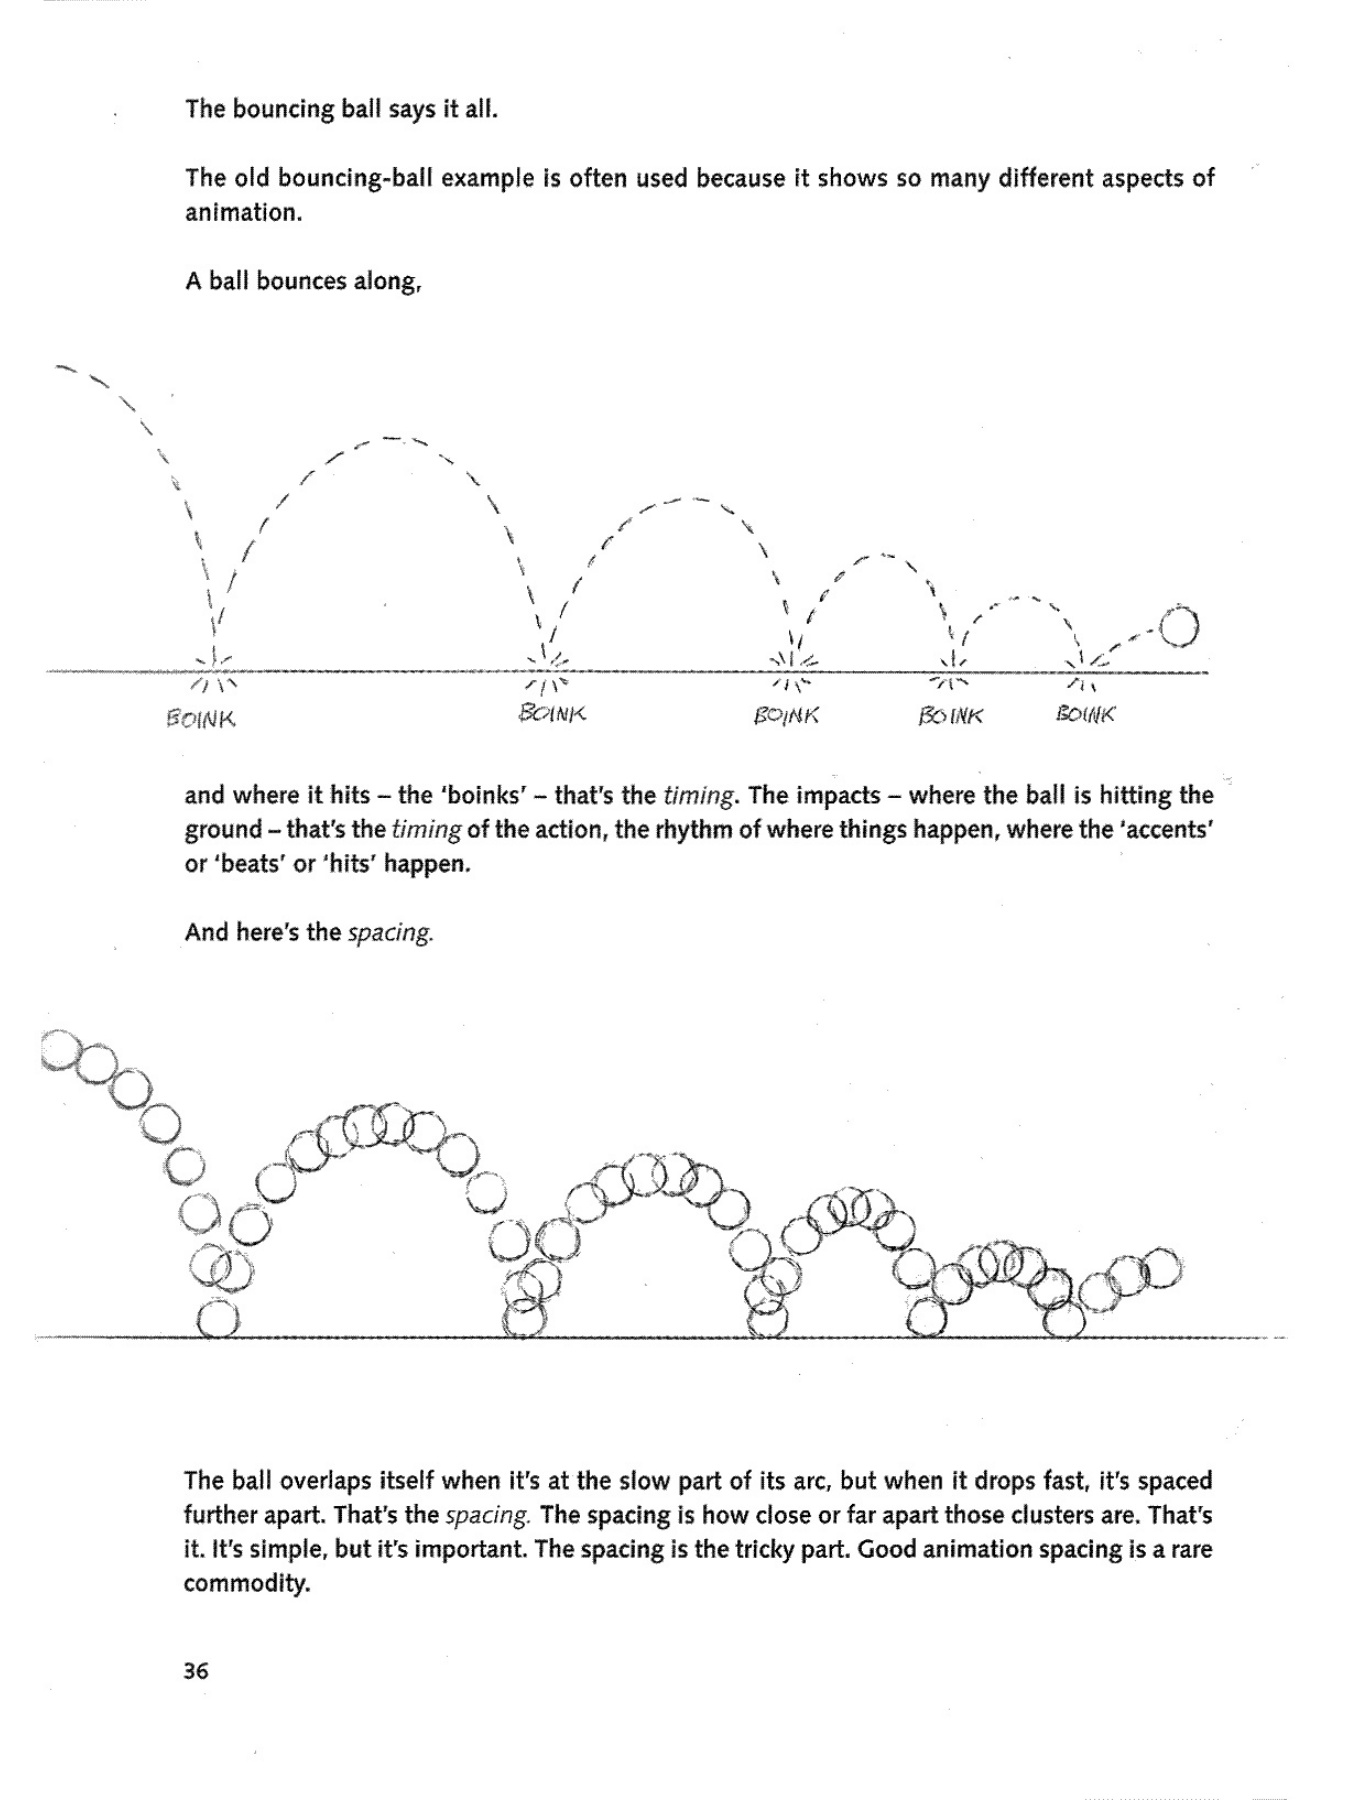 The bouncing ball says it all.
The old bouncing-ball example is often used because it shows so many different aspects of
animation.
A ball bounces along,
BOINK BOINK BOINK BOINK BOINK
and where it hits – the 'boinks' – that's the timing. The impacts – where the ball is hitting the
ground – that's the timing of the action, the rhythm of where things happen, where the 'accents'
or 'beats' or 'hits' happen.
And here's the spacing.
The ball overlaps itself when it's at the slow part of its arc, but when it drops fast, it's spaced
further apart. That's the spacing. The spacing is how close or far apart those clusters are. That's
it. It's simple, but it's important. The spacing is the tricky part. Good animation spacing is a rare
commodity.
36